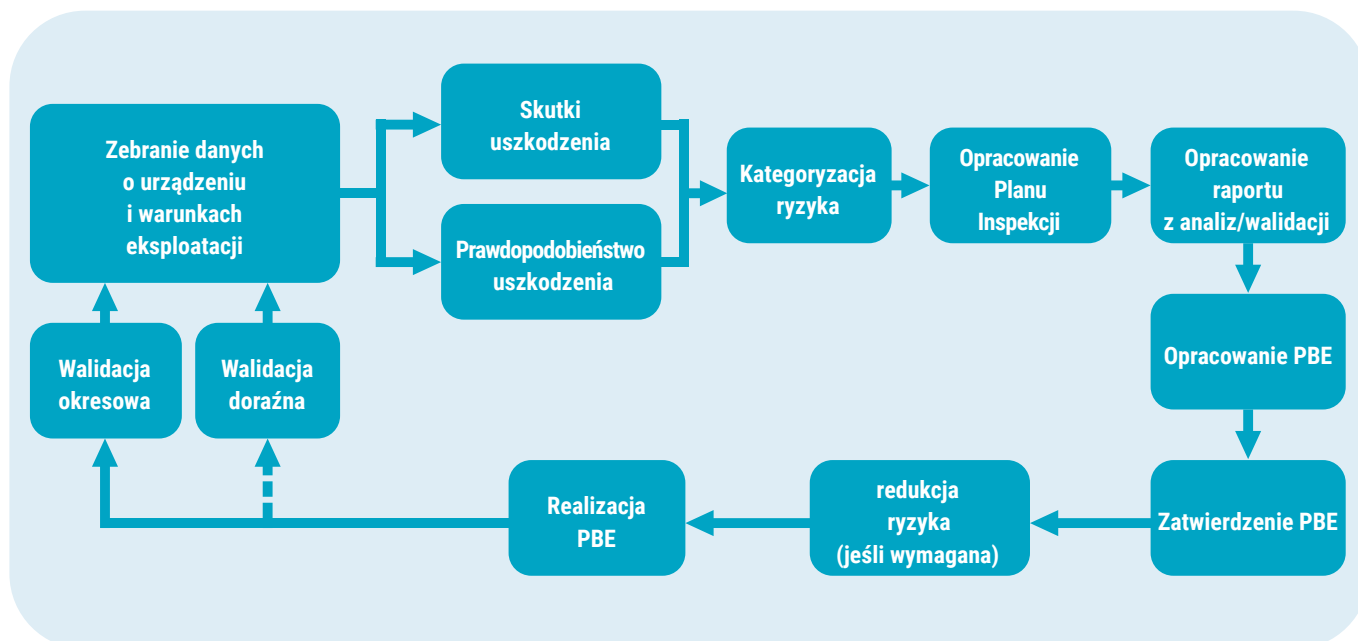 Zebranie danych
o urządzeniu
i warunkach
eksploatacji
Skutki
uszkodzenia
Prawdopodobieństwo
uszkodzenia
Kategoryzacja
ryzyka
Opracowanie
Planu
Inspekcji
Opracowanie
raportu
z analiz/walidacji
Opracowanie PBE
Zatwierdzenie PBE
redukcja
ryzyka
(jeśli wymagana)
Realizacja
PBE
Walidacja
okresowa
Walidacja
doraźna